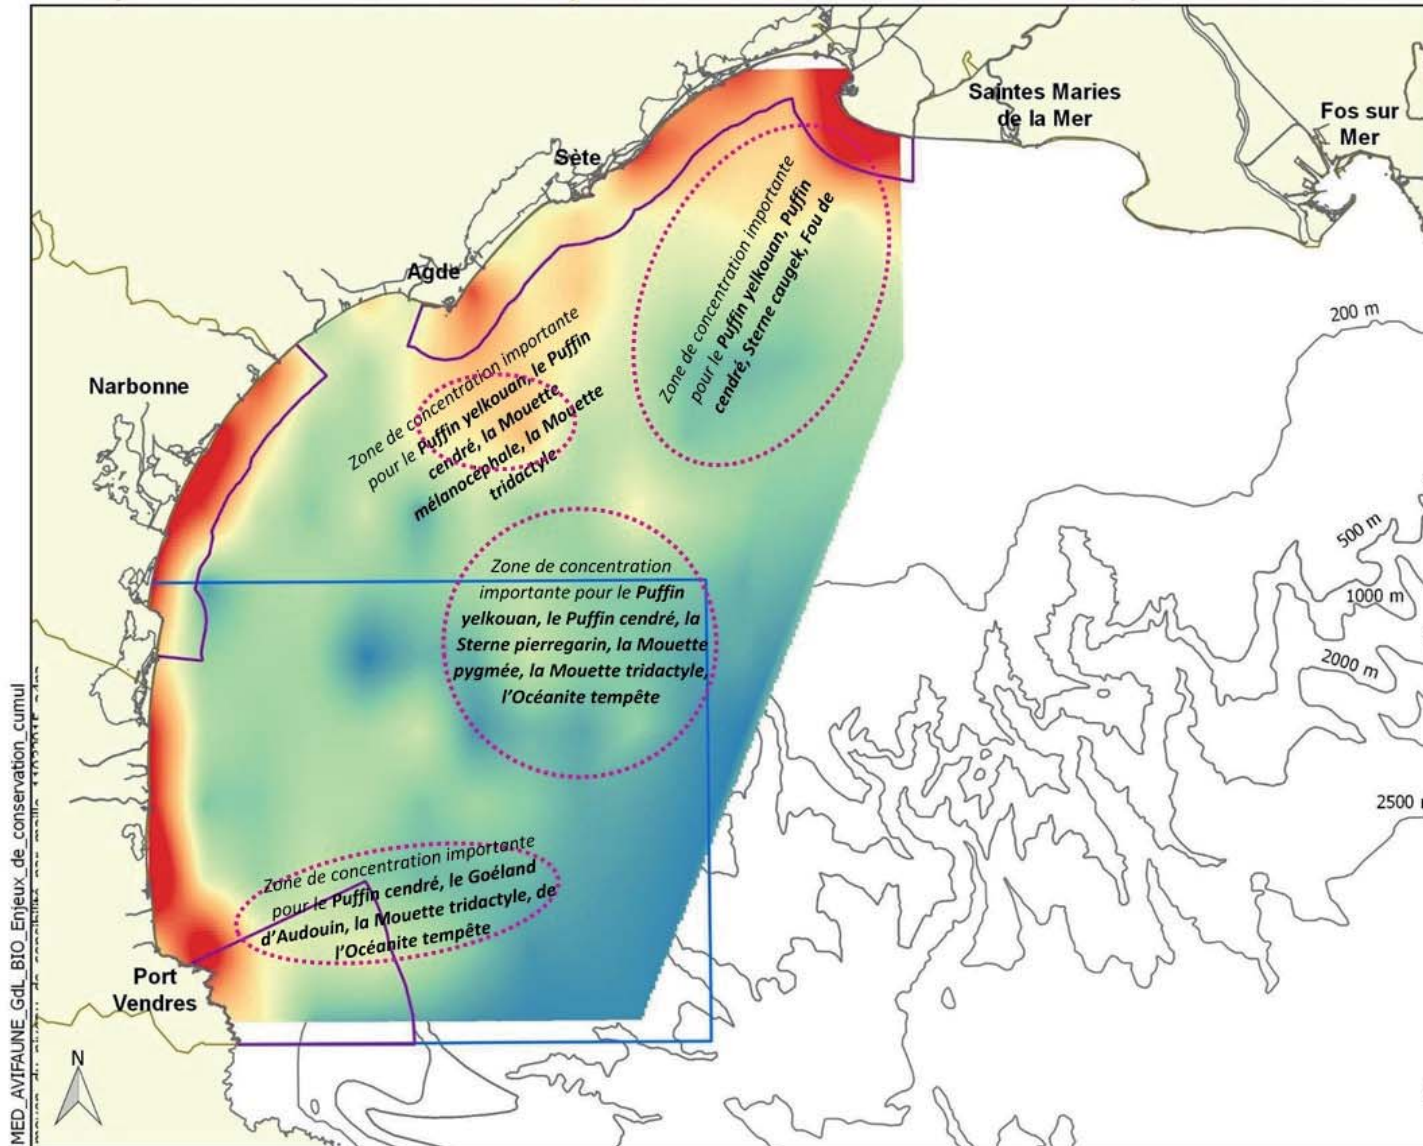 Saintes Maries
de la Mer
Fos sur
Mer
Sète
Agde
Narbonne
Port
Vendres
N
200 m
500 m
1000 m
2000 m
2500
Zone de concentration importante
pour le Puffin yelkouan, Puffin
cendré, Sterne caugek, Fou de
Zone de concentration importante
pour le Puffin yelkouan, le Puffin
cendré, la Mouette
mélanocéphale, la Mouette
tridactyle
Zone de concentration
importante pour le Puffin
yelkouan, le Puffin cendré, la
Sterne pierregarin, la Mouette
pygmée, la Mouette tridactyle,
l'Océanite tempête
Zone de concentration importante
pour le Puffin cendré, le Goéland
d'Audouin, la Mouette tridactyle, de
l'Océanite tempête
MED_AVIFAUNE_GdL_BIO_Enjeux_de_conservation_cumul